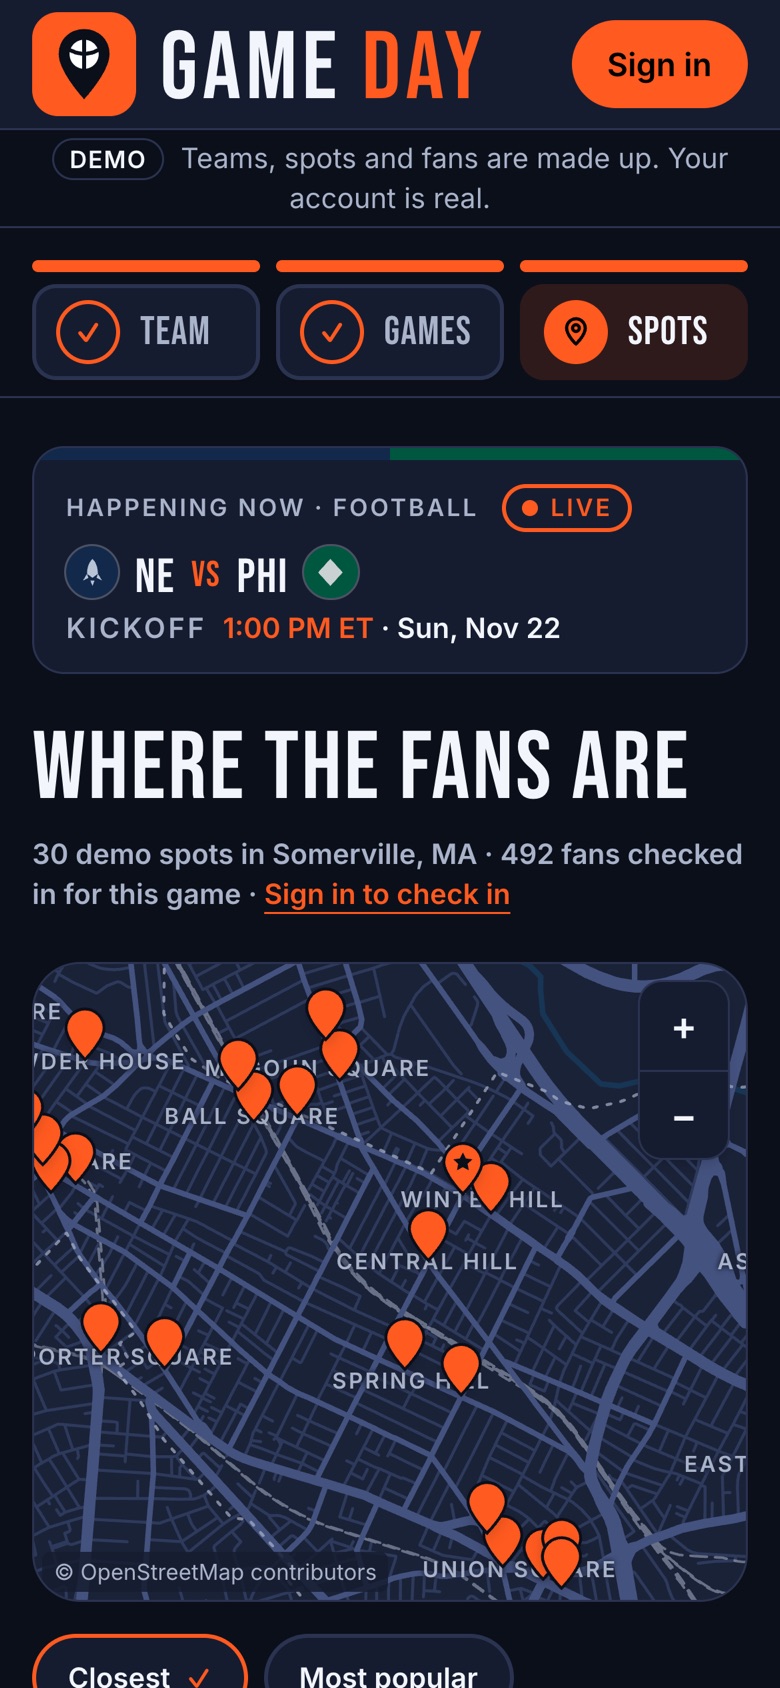 GAME DAY
Sign in
DEMO Teams, spots and fans are made up. Your
account is real.
TEAM
GAMES
SPOTS
HAPPENING NOW · FOOTBALL
LIVE
NE VS PHI
KICKOFF 1:00 PM ET · Sun, Nov 22
WHERE THE FANS ARE
30 demo spots in Somerville, MA · 492 fans checked
in for this game · Sign in to check in
+
−
HOUSE
SQUARE
BALL SQUARE
HILL
CENTRAL HILL
SPRING
EAST
UNION
© OpenStreetMap contributors
Closest
Most popular